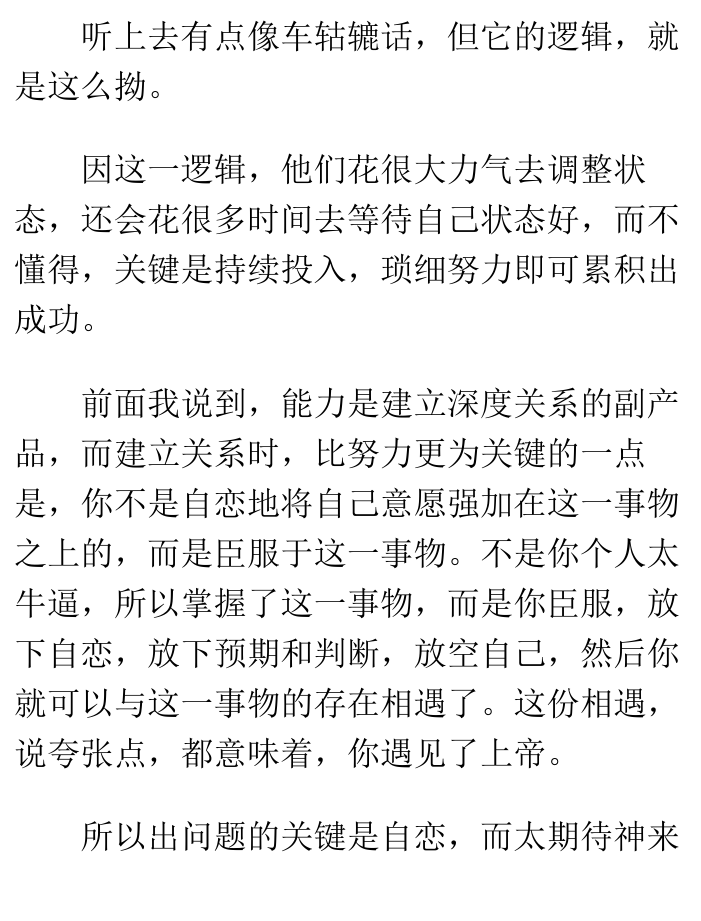 听上去有点像车轱辘话，但它的逻辑，就
是这么拗。
因这一逻辑，他们花很大力气去调整状
态，还会花很多时间去等待自己状态好，而不
懂得，关键是持续投入，琐细努力即可累积出
成功。
前面我说到，能力是建立深度关系的副产
品，而建立关系时，比努力更为关键的一点
是，你不是自恋地将自己意愿强加在这一事物
之上的，而是臣服于这一事物。不是你个人太
牛逼，所以掌握了这一事物，而是你臣服，放
下自恋，放下预期和判断，放空自己，然后你
就可以与这一事物的存在相遇了。这份相遇，
说夸张点，都意味着，你遇见了上帝。
所以出问题的关键是自恋，而太期待神来